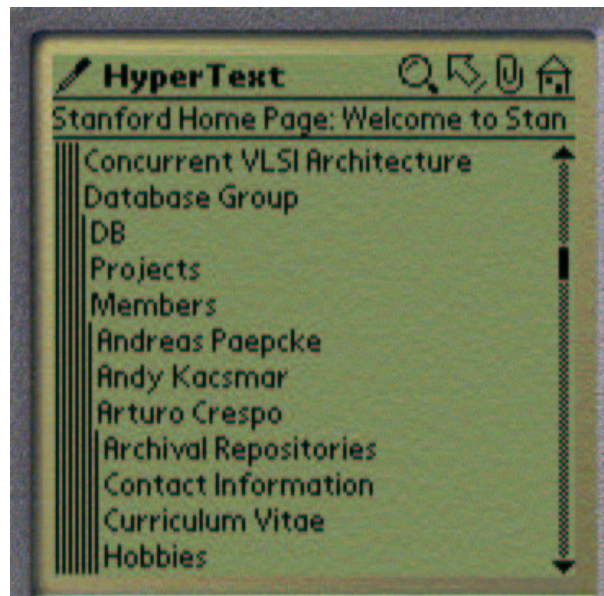 HyperText
Stanford Home Page: Welcome to Stan
Concurrent VLSI Architecture
Database Group
DB
Projects
Members
Andreas Paepcke
Andy Kacsmar
Arturo Crespo
Archival Repositories
Contact Information
Curriculum Vitae
Hobbies